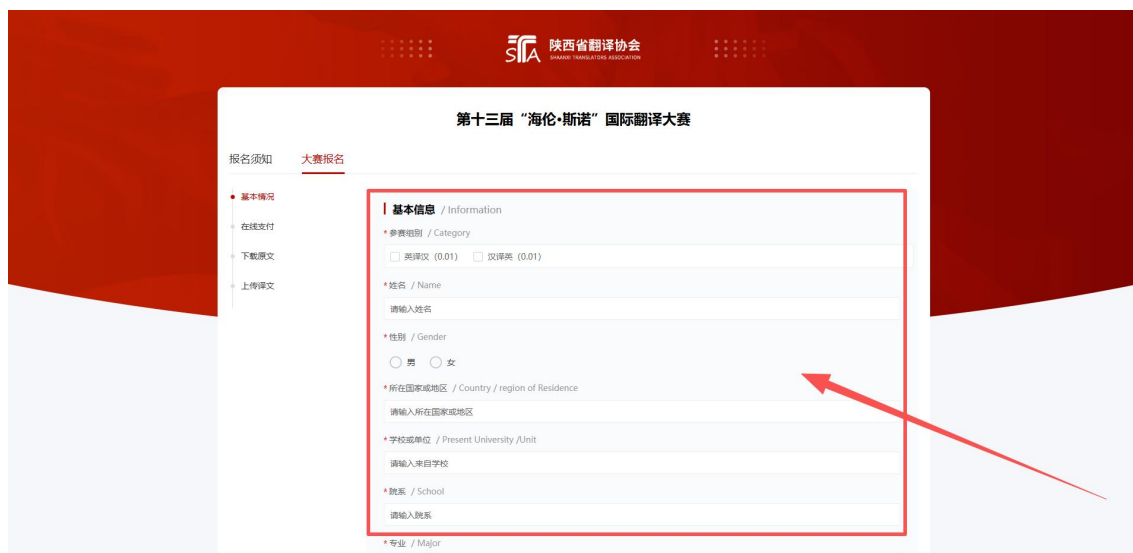 STA 陕西省翻译协会
SHAANXI TRANSLATORS ASSOCIATION
第十三届“海伦·斯诺”国际翻译大赛
报名须知 大赛报名
基本情况
在线支付
下载原文
上传译文
基本信息 / Information
*参赛组别 / Category
英译汉 (0.01) 汉译英 (0.01)
*姓名 / Name
请输入姓名
*性别 / Gender
男 女
*所在国家或地区 / Country / region of Residence
请输入所在国家或地区
*学校或单位 / Present University /Unit
请输入来自学校
*院系 / School
请输入院系
*专业 / Major